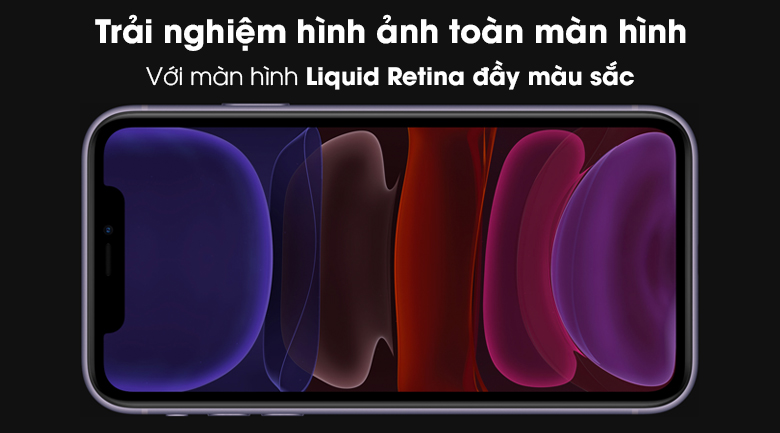 Trải nghiệm hình ảnh toàn màn hình
Với màn hình Liquid Retina đầy màu sắc